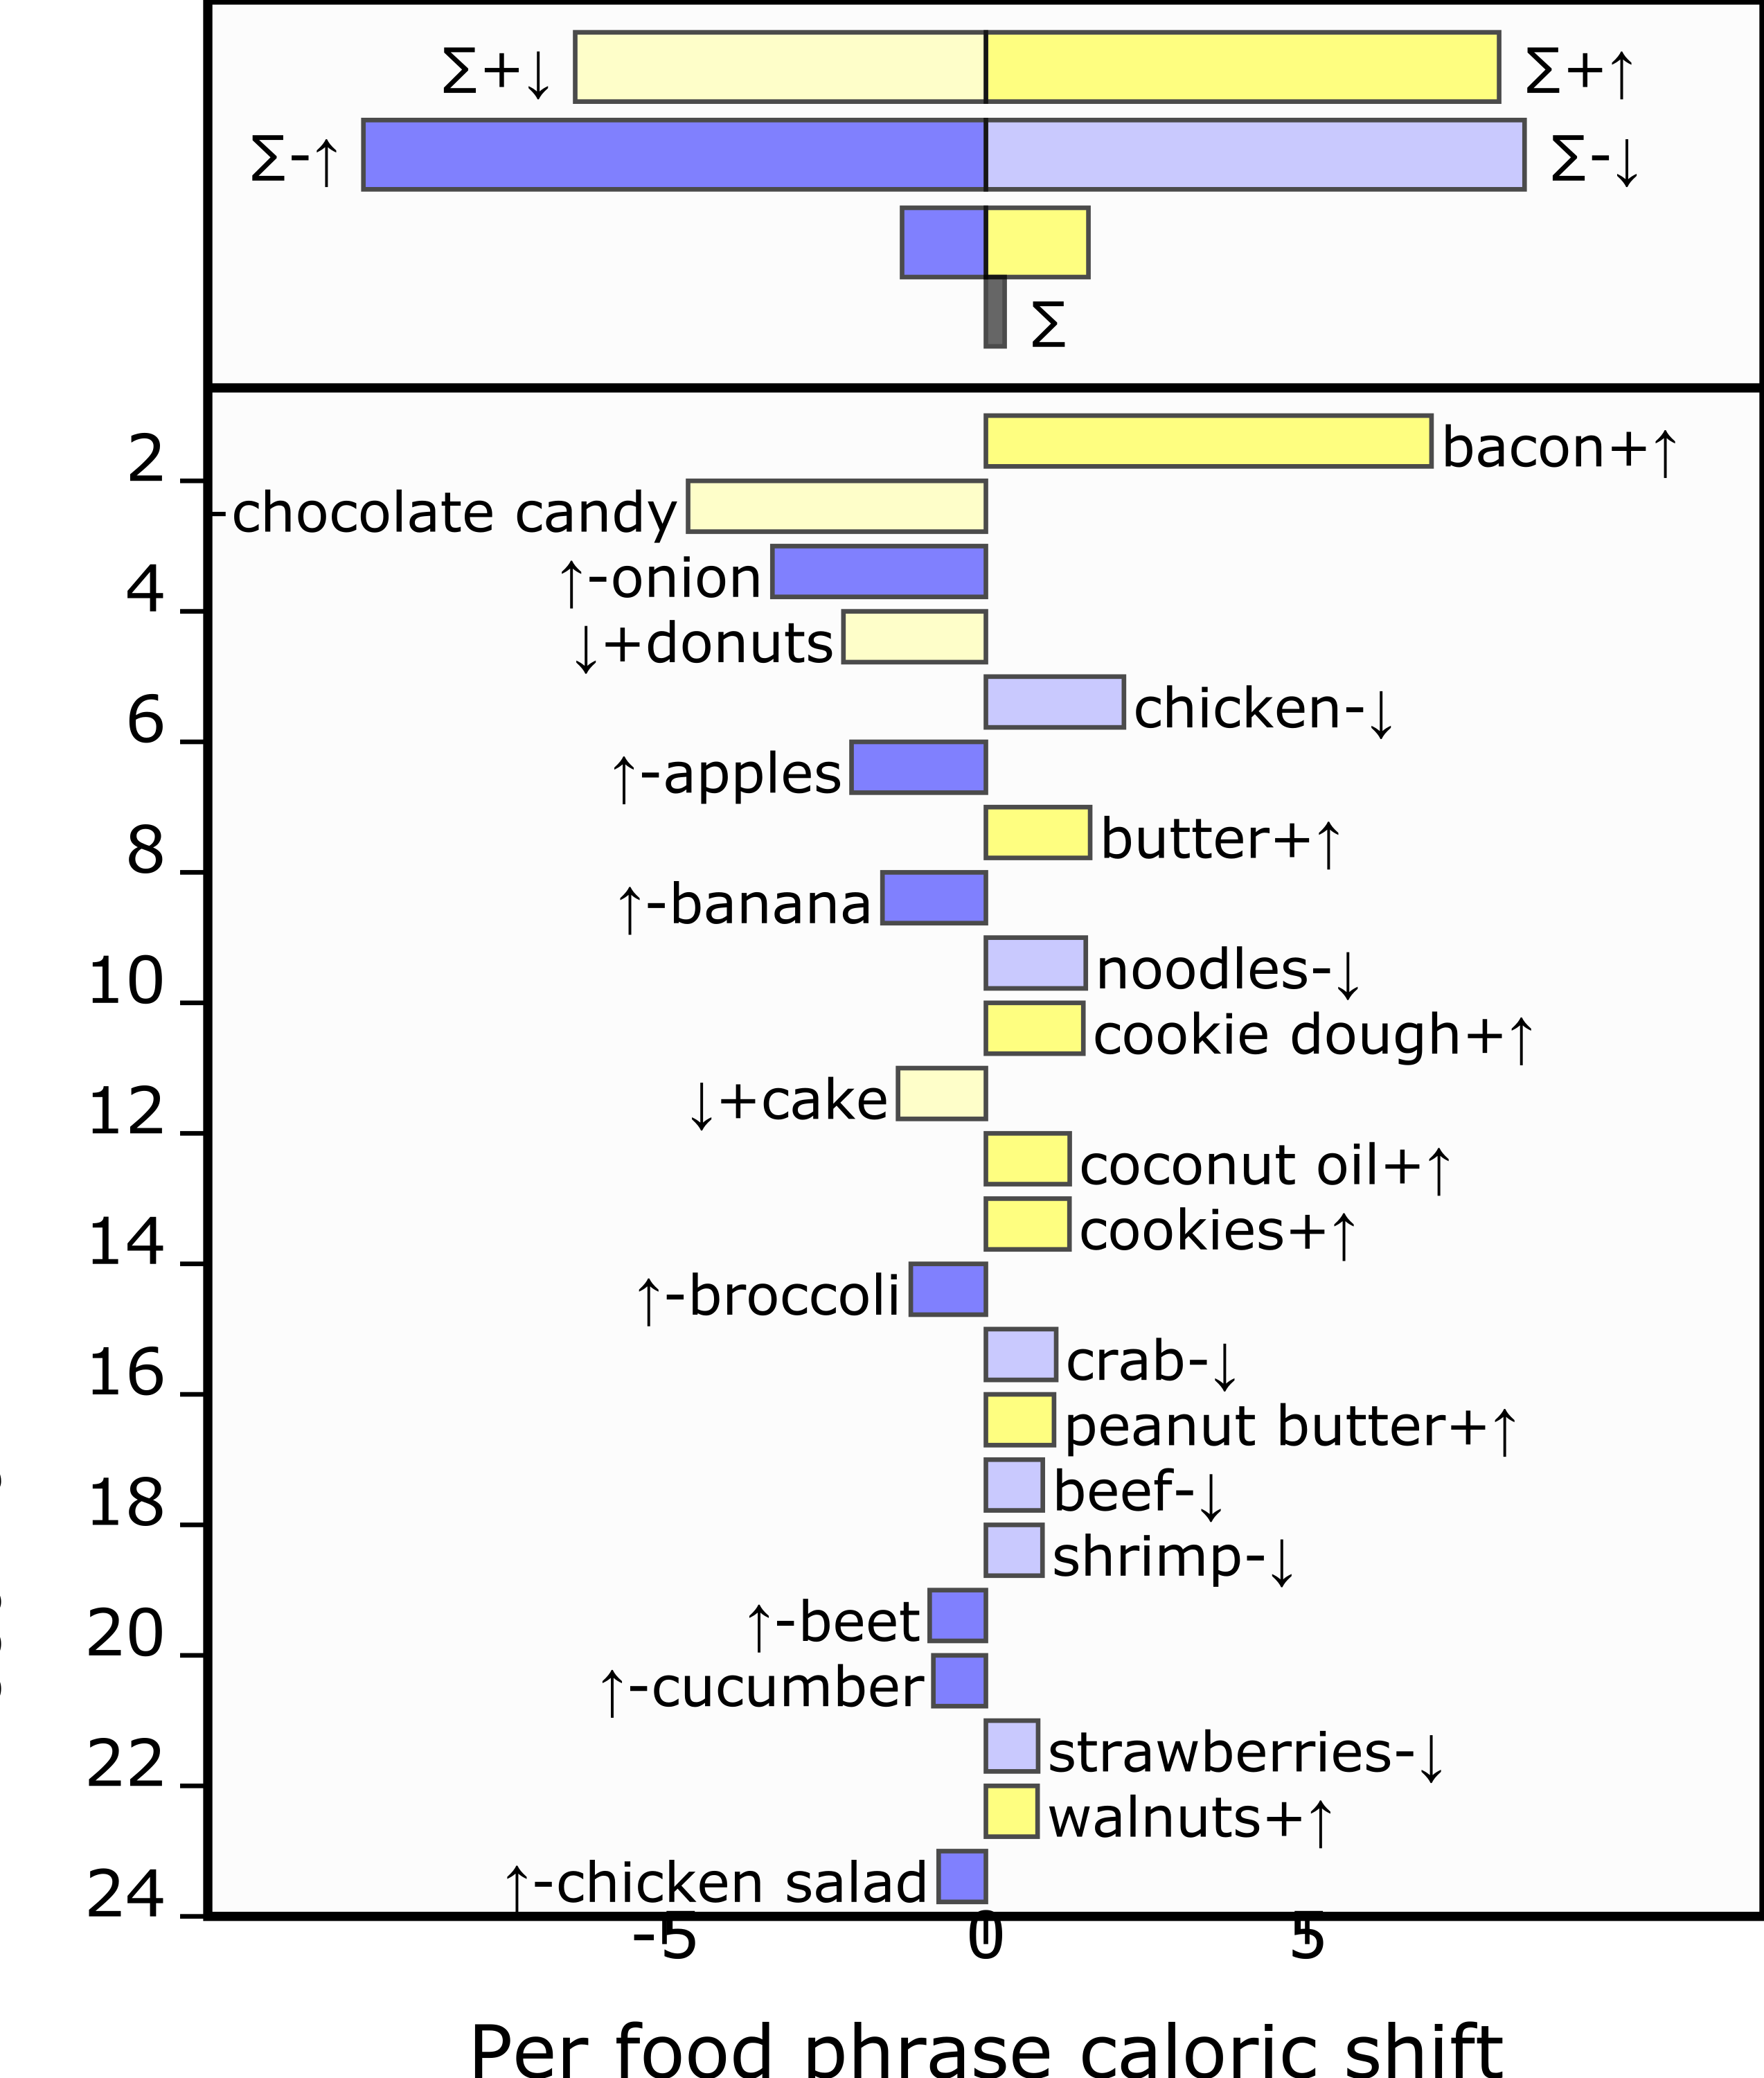 ∑+↓ ∑+↑
∑-↑ ∑-↓
∑
2 bacon+↑
-chocolate candy
4 ↑-onion
↓+donuts
6 chicken-↓
↑-apples
8 butter+↑
↑-banana
10 noodles-↓
cookie dough+↑
12 ↓+cake
coconut oil+↑
14 cookies+↑
↑-broccoli
16 crab-↓
peanut butter+↑
18 beef-↓
shrimp-↓
20 ↑-beet
↑-cucumber
22 strawberries-↓
walnuts+↑
24 ↑-chicken salad
-5 0 5
Per food phrase caloric shift